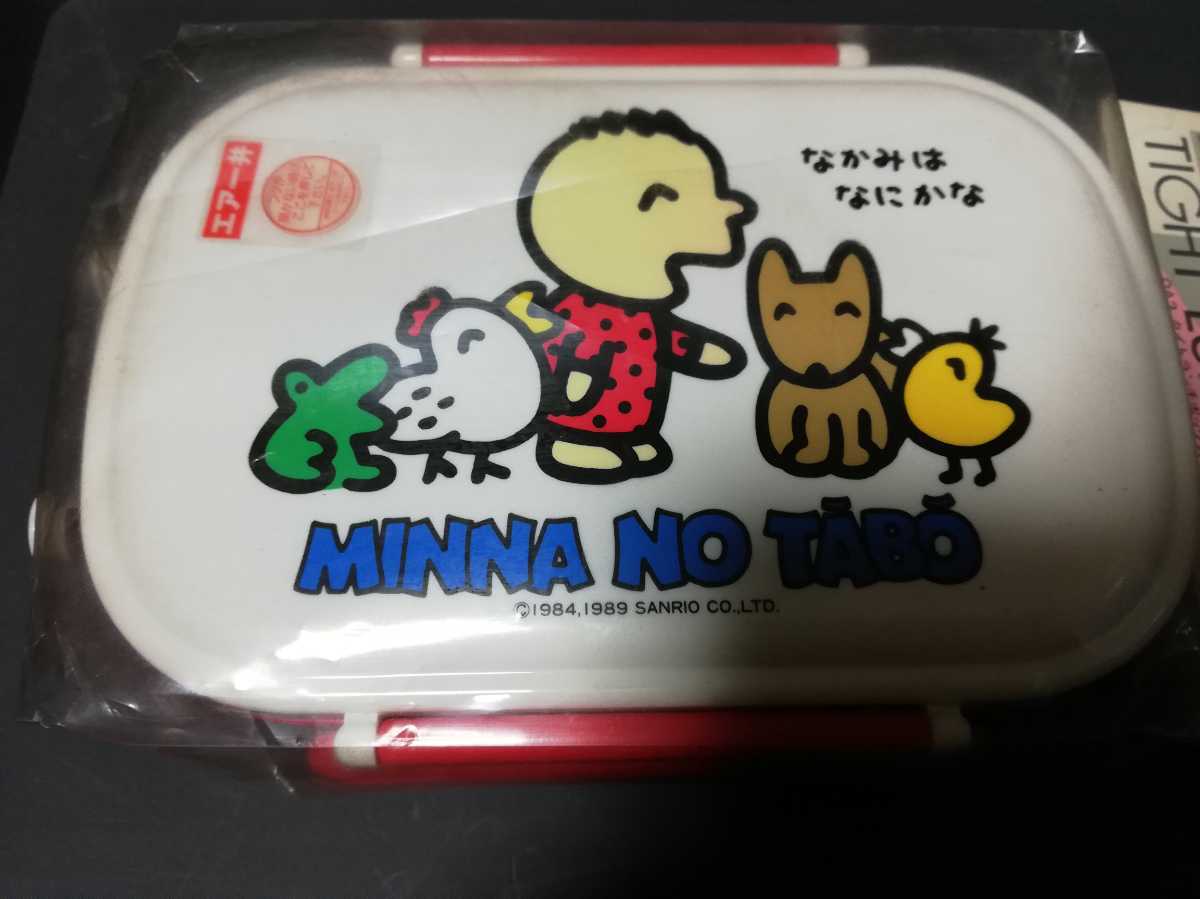 なかみは
なにかな
MINNA NO TĀBŌ
©1984,1989 SANRIO CO.,LTD.
エアー弁
TIGHT